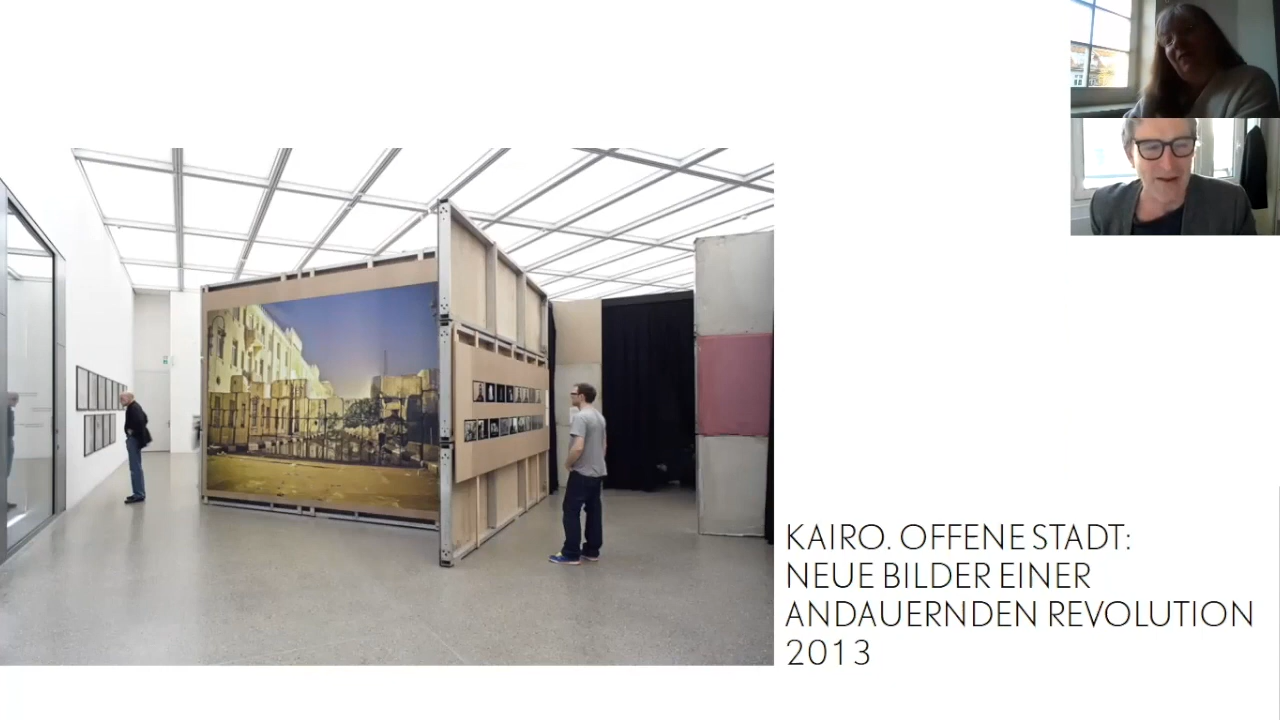 KAIRO. OFFENE STADT:
NEUE BILDER EINER
ANDAUERNDEN REVOLUTION
2013